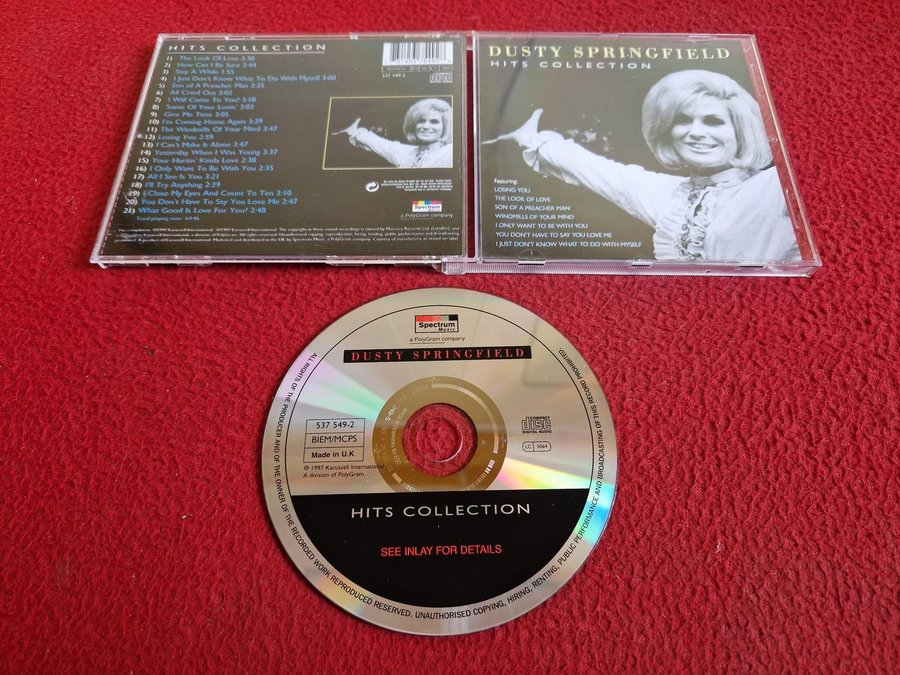 HITS COLLECTION
1) The Look Of Love 3:30
2) How Can I Be Sure 2:44
3) Stay A While 1:55
4) I Just Don't Know What To Do With Myself 3:00
5) Son of A Preacher Man 2:25
6) All Cried Out 3:02
7) I Will Come To You? 3:18
8) Some Of Your Lovin' 3:02
9) Give Me Time 3:05
10) I'm Coming Home Again 3:39
11) The Windmills Of Your Mind 3:47
12) Losing You 2:59
13) I Can't Make It Alone 3:47
14) Yesterday When I Was Young 3:37
15) Your Hurtin' Kinda Love 2:38
16) I Only Want To Be With You 2:35
17) All I See Is You 3:21
18) I'll Try Anything 2:29
19) I Close My Eyes And Count To Ten 3:10
20) You Don't Have To Say You Love Me 2:47
21) What Good Is Love For You? 2:48
Total playing time: 64:46
537 549-2
Spectrum
Music
a PolyGram company
DUSTY SPRINGFIELD
HITS COLLECTION
Featuring
LOSING YOU
THE LOOK OF LOVE
SON OF A PREACHER MAN
WINDMILLS OF YOUR MIND
I ONLY WANT TO BE WITH YOU
YOU DON'T HAVE TO SAY YOU LOVE ME
I JUST DON'T KNOW WHAT TO DO WITH MYSELF
Spectrum
Music
a PolyGram company
DUSTY SPRINGFIELD
537 549-2
BIEM/MCPS
Made in U.K
COMPACT
disc
DIGITAL AUDIO
LC 5064
℗ 1997 Karussell International
A division of PolyGram
HITS COLLECTION
SEE INLAY FOR DETAILS
ALL RIGHTS OF THE PRODUCER AND OF THE OWNER OF THE RECORDED WORK REPRODUCED RESERVED. UNAUTHORISED COPYING, HIRING, RENTING, PUBLIC PERFORMANCE AND BROADCASTING OF THIS RECORD PROHIBITED.